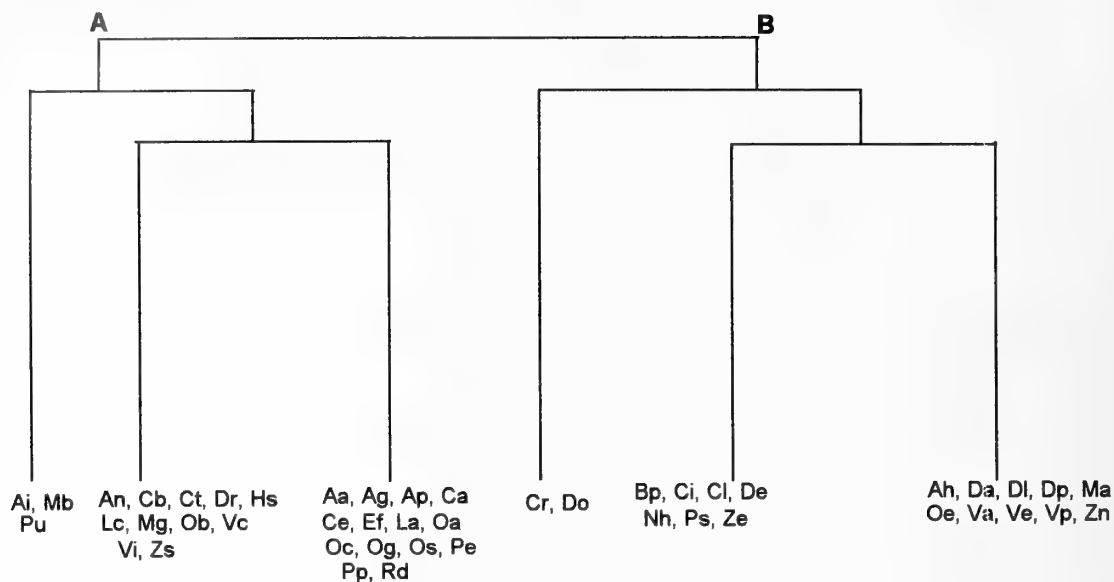 A
B
Ai, Mb
Pu
An, Cb, Ct, Dr, Hs
Lc, Mg, Ob, Vc
Vi, Zs
Aa, Ag, Ap, Ca
Ce, Ef, La, Oa
Oc, Og, Os, Pe
Pp, Rd
Cr, Do
Bp, Ci, Cl, De
Nh, Ps, Ze
Ah, Da, Dl, Dp, Ma
Oe, Va, Ve, Vp, Zn